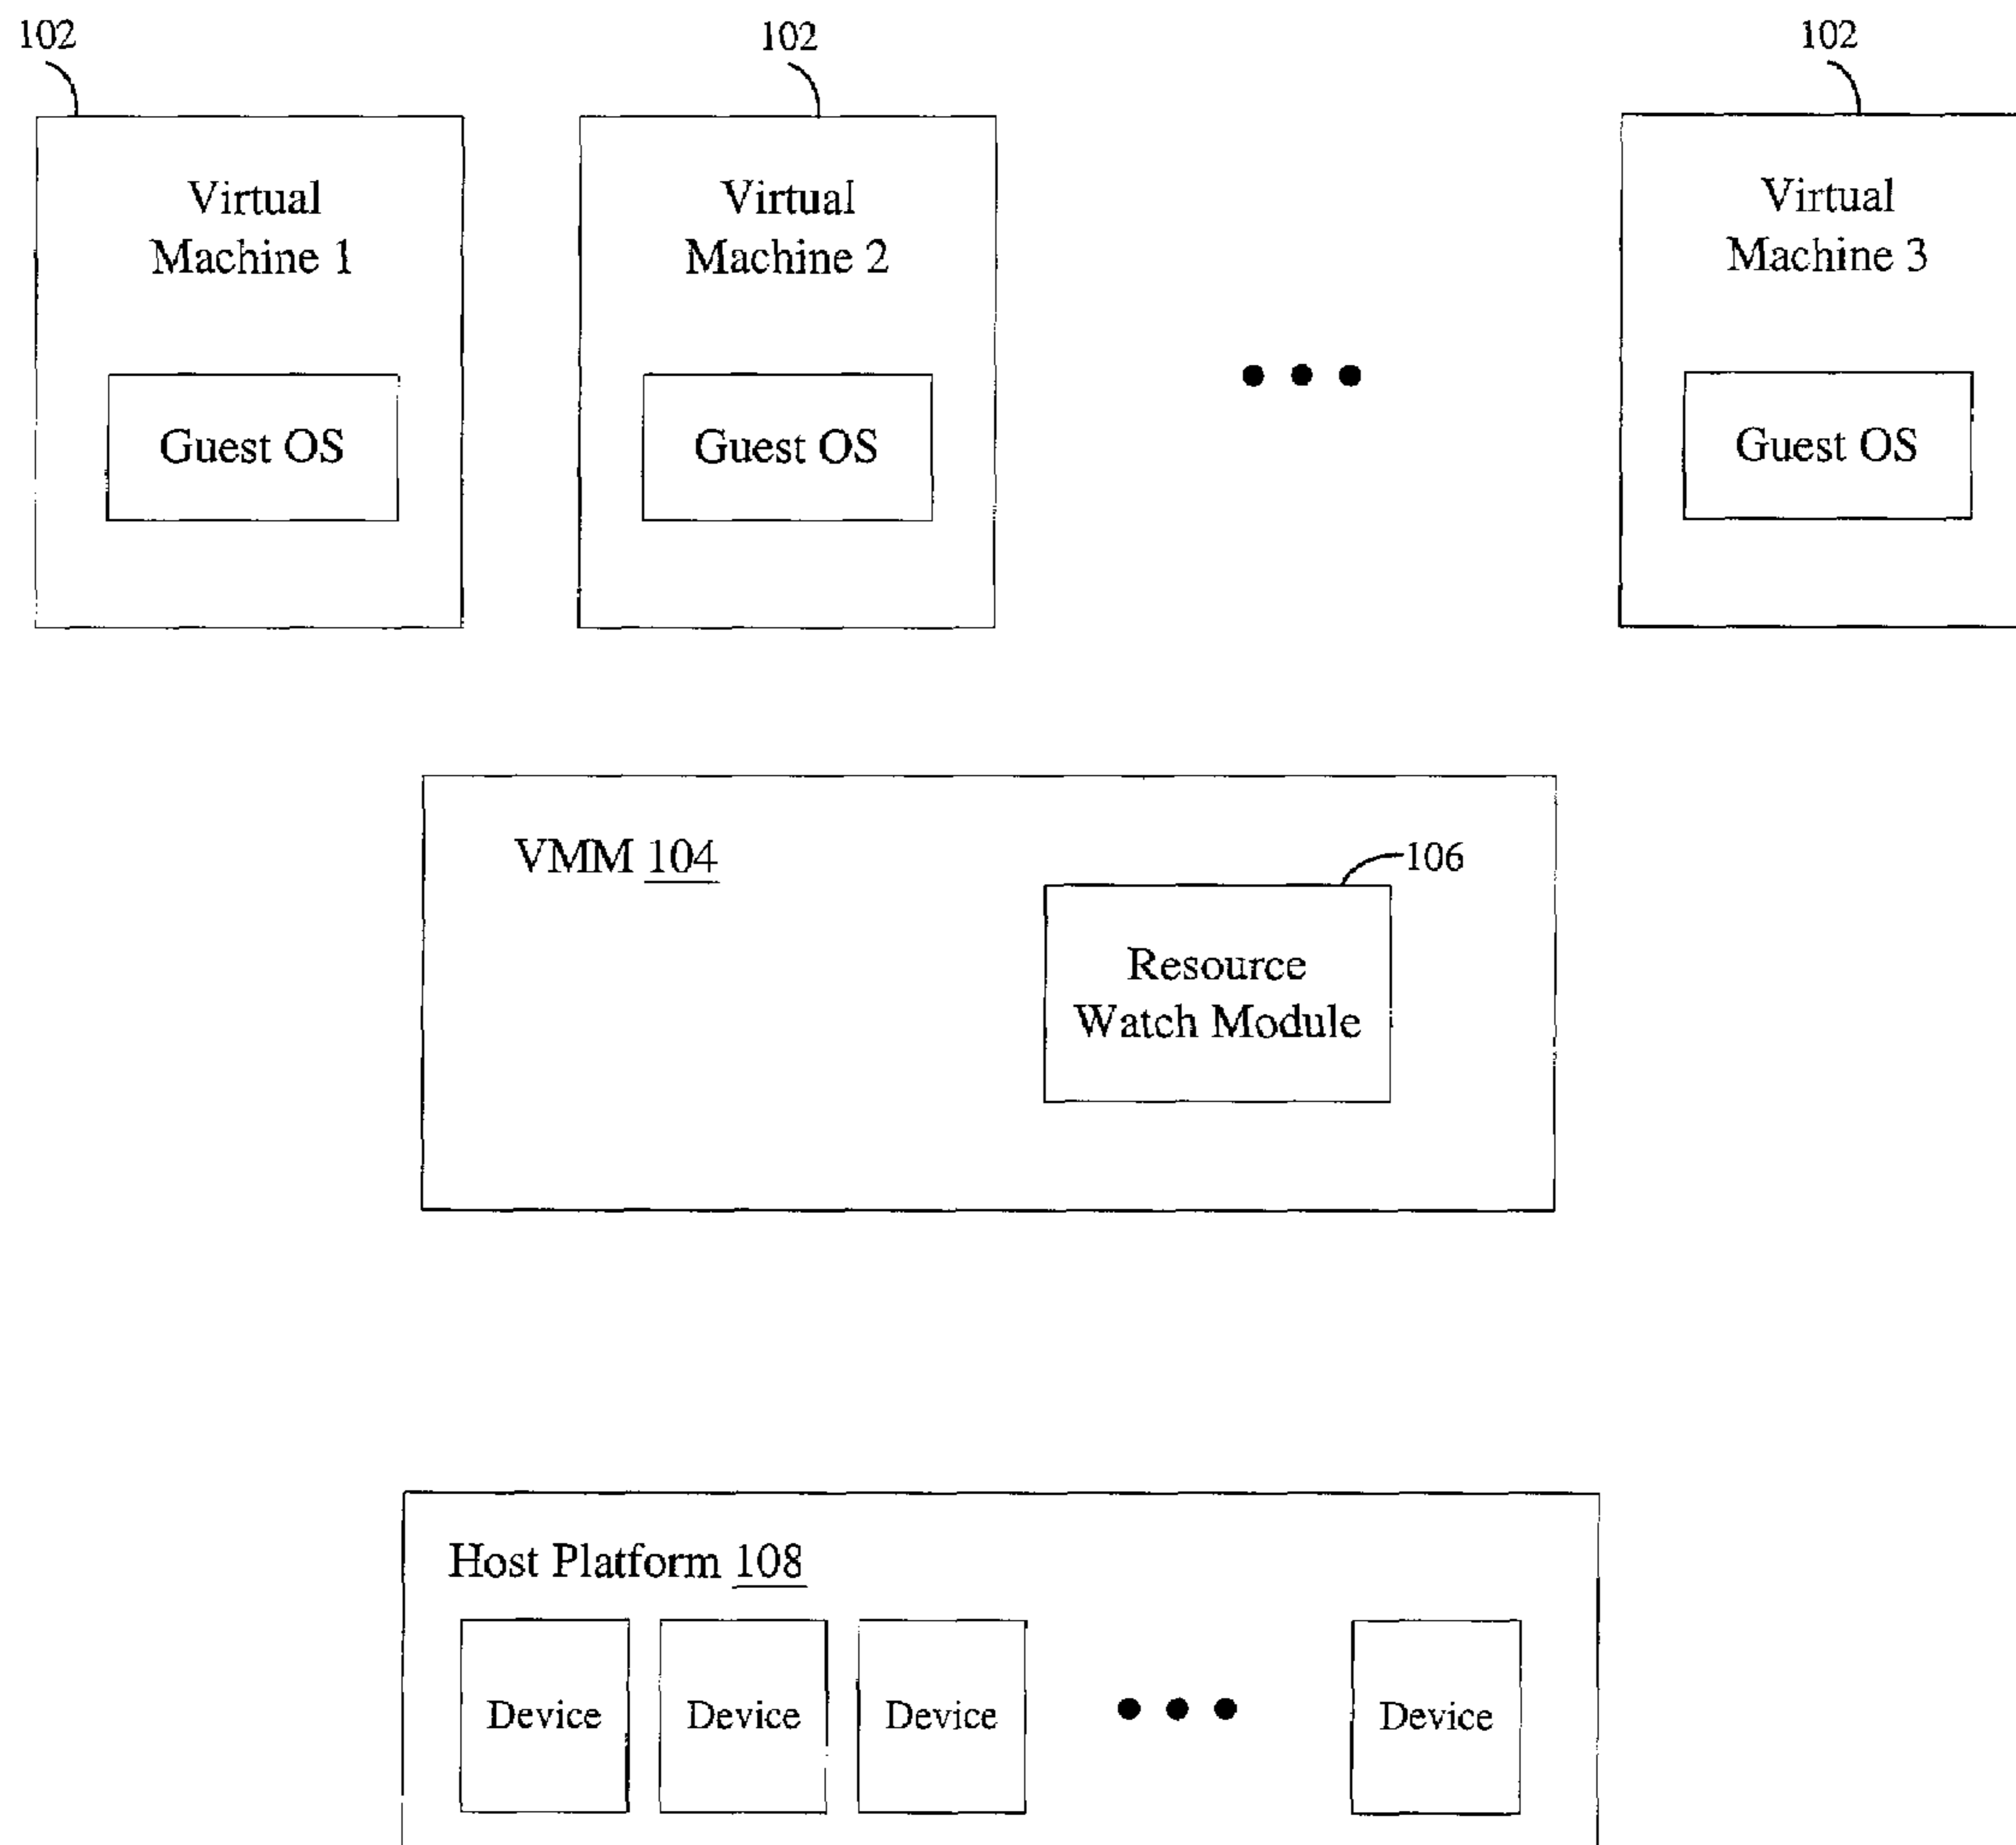 102
102
102
Virtual
Machine 1
Guest OS
Virtual
Machine 2
Guest OS
Virtual
Machine 3
Guest OS
VMM 104
106
Resource
Watch Module
Host Platform 108
Device
Device
Device
Device